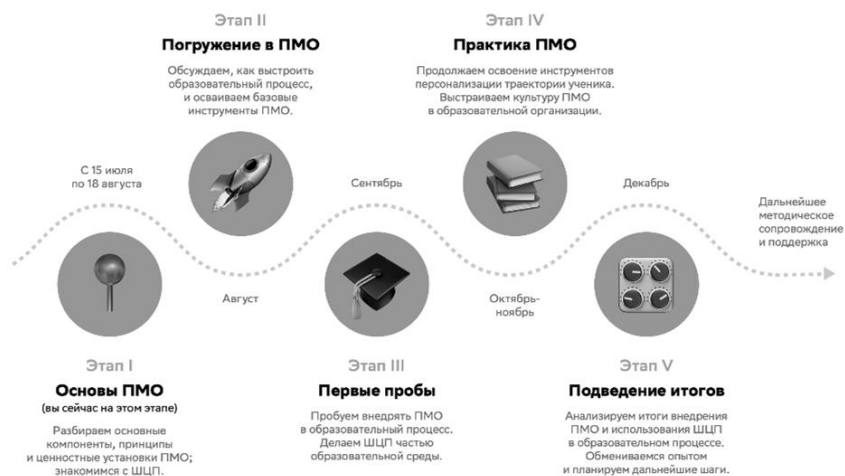 Этап II
Погружение в ПМО
Обсуждаем, как выстроить
образовательный процесс,
и осваиваем базовые
инструменты ПМО.
Этап IV
Практика ПМО
Продолжаем освоение инструментов
персонализации траектории ученика.
Выстраиваем культуру ПМО
в образовательной организации.
С 15 июля
по 18 августа
Сентябрь
Декабрь
Дальнейшее
методическое
сопровождение
и поддержка
Август
Октябрь-
ноябрь
Этап I
Основы ПМО
(вы сейчас на этом этапе)
Разбираем основные
компоненты, принципы
и ценностные установки ПМО;
знакомимся с ШЦП.
Этап III
Первые пробы
Пробуем внедрять ПМО
в образовательный процесс.
Делаем ШЦП частью
образовательной среды.
Этап V
Подведение итогов
Анализируем итоги внедрения
ПМО и использования ШЦП
в образовательном процессе.
Обмениваемся опытом
и планируем дальнейшие шаги.